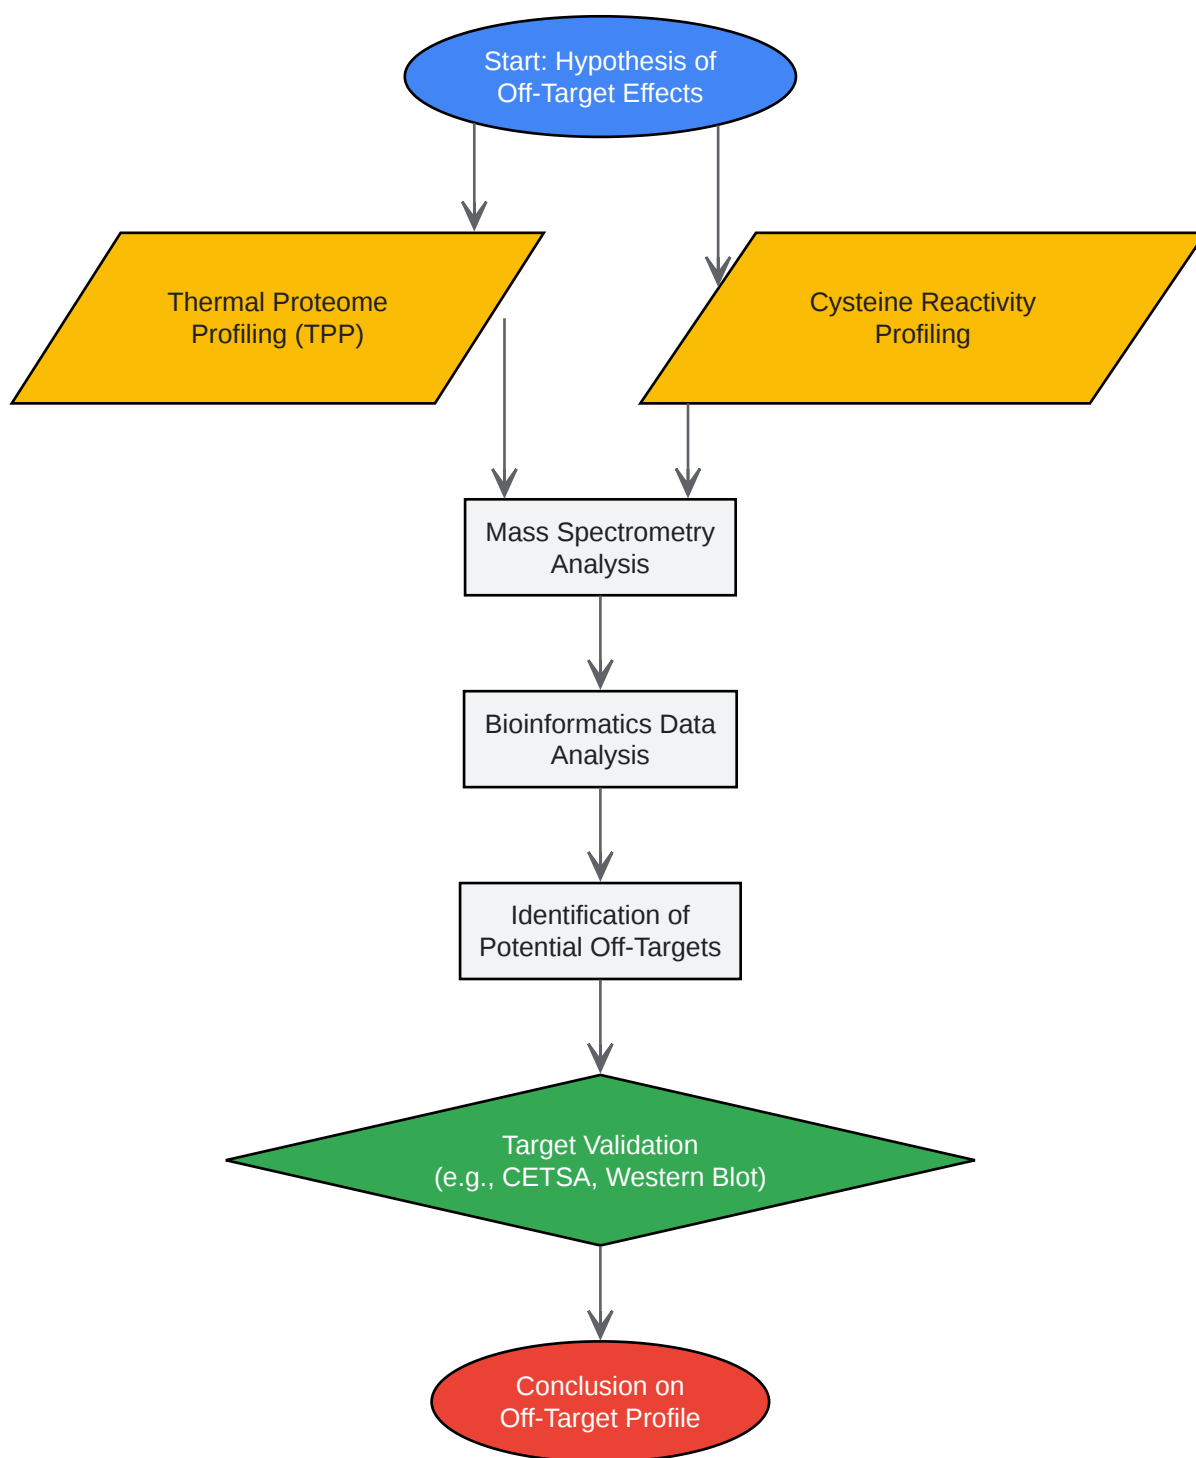 Start: Hypothesis of
Off-Target Effects
Thermal Proteome
Profiling (TPP)
Cysteine Reactivity
Profiling
Mass Spectrometry
Analysis
Bioinformatics Data
Analysis
Identification of
Potential Off-Targets
Target Validation
(e.g., CETSA, Western Blot)
Conclusion on
Off-Target Profile